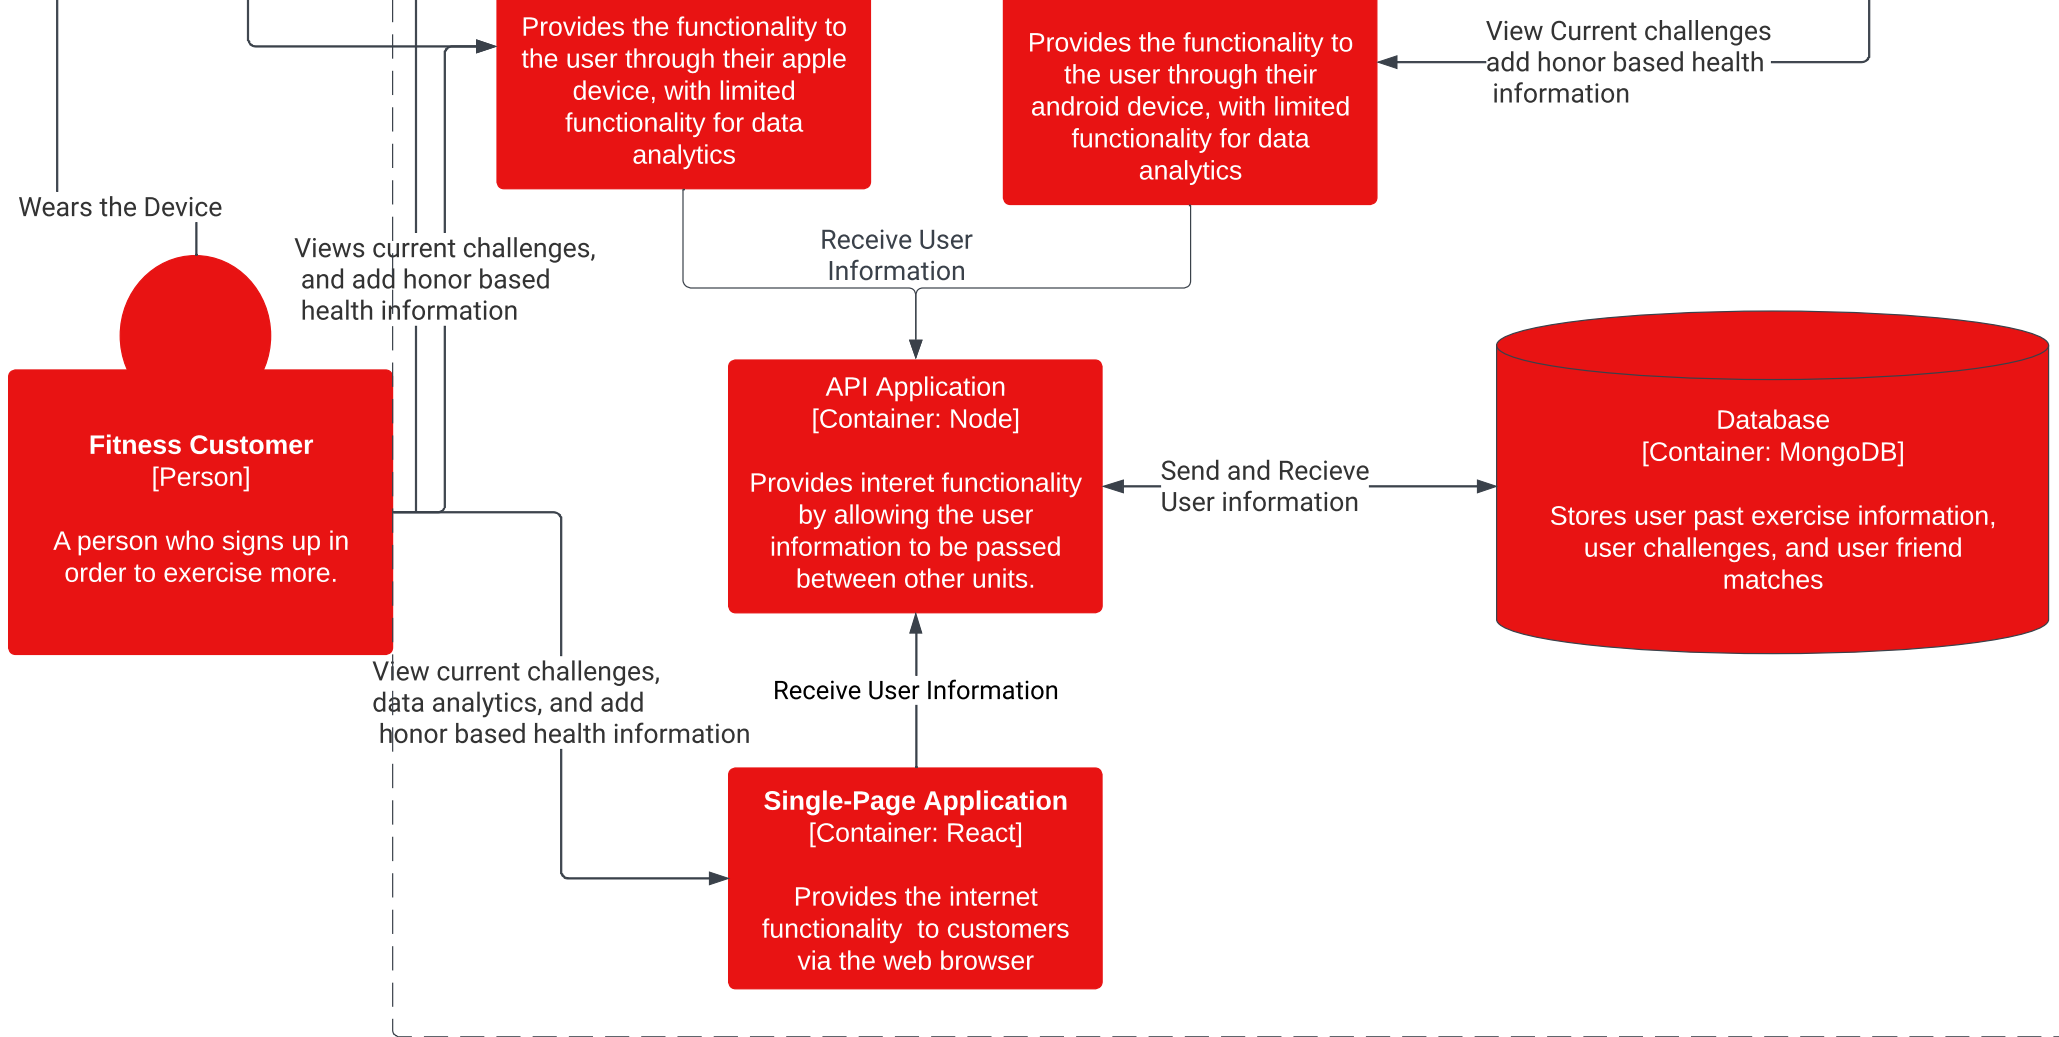 Provides the functionality to
the user through their apple
device, with limited
functionality for data
analytics
Provides the functionality to
the user through their
android device, with limited
functionality for data
analytics
View Current challenges
add honor based health
information
Wears the Device
Views current challenges,
and add honor based
health information
Receive User
Information
Fitness Customer
[Person]
A person who signs up in
order to exercise more.
API Application
[Container: Node]
Provides interet functionality
by allowing the user
information to be passed
between other units.
Send and Recieve
User information
Database
[Container: MongoDB]
Stores user past exercise information,
user challenges, and user friend
matches
View current challenges,
data analytics, and add
honor based health information
Receive User Information
Single-Page Application
[Container: React]
Provides the internet
functionality  to customers
via the web browser